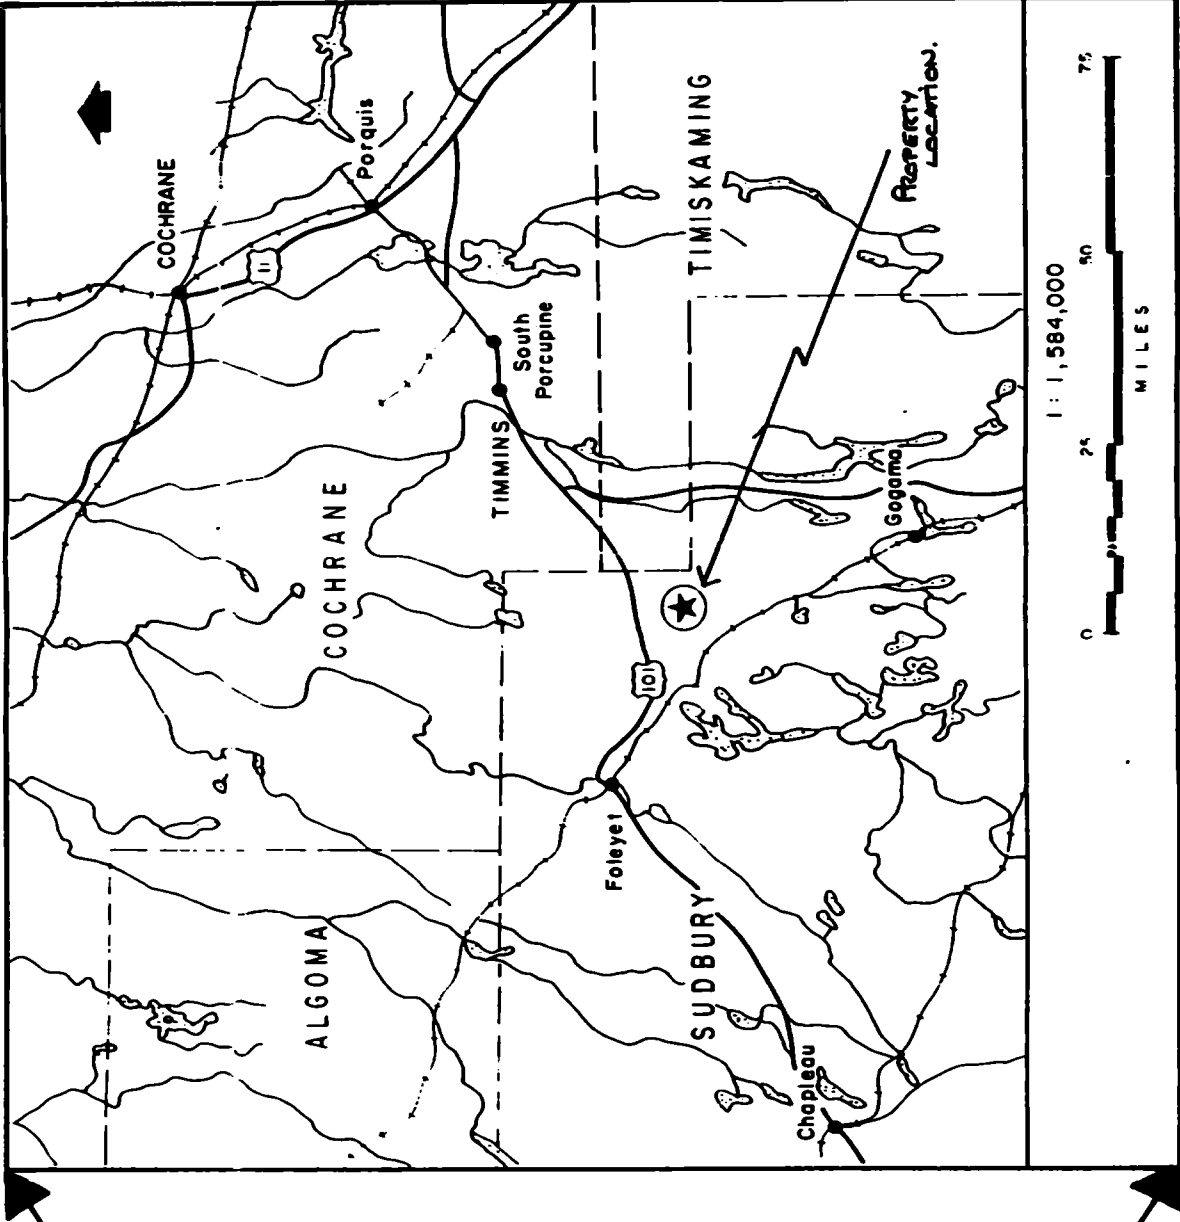 COCHRANE
Porquis
11
TIMISKAMING
PROPERTY
LOCATION.
South
Porcupine
TIMMINS
COCHRANE
Gogama
101
Foleyet
ALGOMA
SUDBURY
Chapleau
1:1,584,000
0
25
50
75
MILES